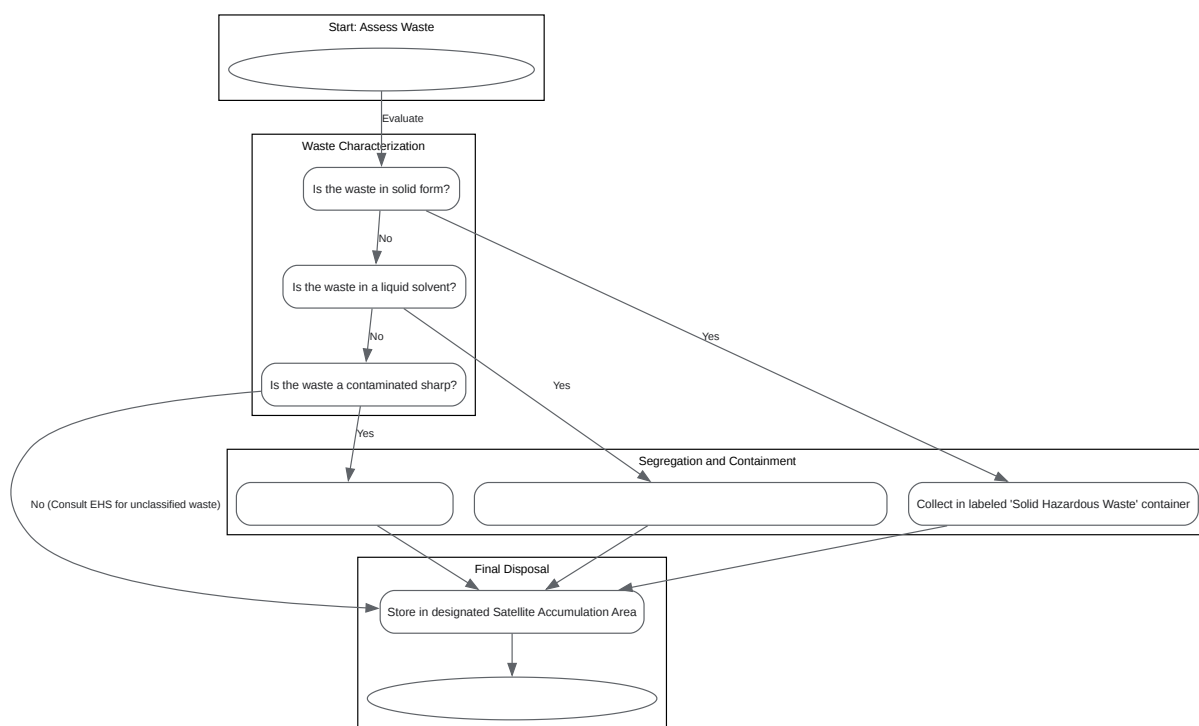 Start: Assess Waste
Evaluate
Waste Characterization
Is the waste in solid form?
No
Is the waste in a liquid solvent?
No
Yes
Is the waste a contaminated sharp?
Yes
Yes
Segregation and Containment
No (Consult EHS for unclassified waste)
Collect in labeled 'Solid Hazardous Waste' container
Final Disposal
Store in designated Satellite Accumulation Area